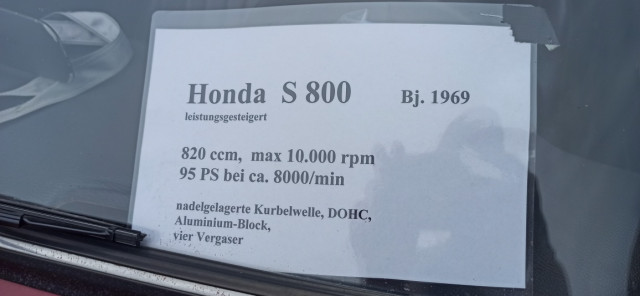 Honda S 800 Bj. 1969
leistungsgesteigert
820 ccm, max 10.000 rpm
95 PS bei ca. 8000/min
nadelgelagerte Kurbelwelle, DOHC,
Aluminium-Block,
vier Vergaser